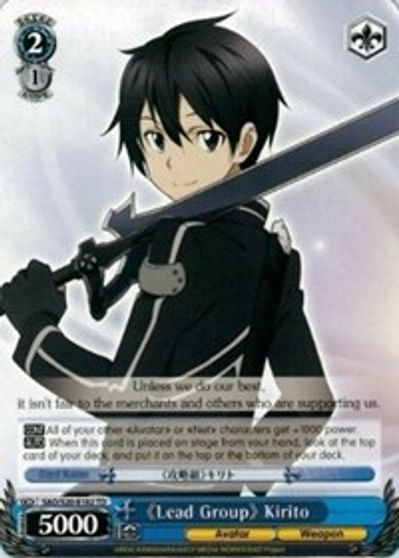 2
1
Unless we do our best,
it isn't fair to the merchants and others who are supporting us.
CONT All of your other «Avatar» or «Net» characters get +1000 power.
AUTO When this card is placed on stage from your hand, look at the top
card of your deck, and put it on the top or the bottom of your deck.
《攻略組》キリト
5000
《Lead Group》 Kirito
Avatar Weapon